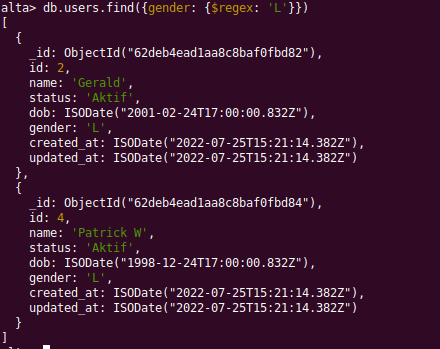 alta> db.users.find({gender: {$regex: 'L'}})
[
  {
    _id: ObjectId("62deb4ead1aa8c8baf0fbd82"),
    id: 2,
    name: 'Gerald',
    status: 'Aktif',
    dob: ISODate("2001-02-24T17:00:00.832Z"),
    gender: 'L',
    created_at: ISODate("2022-07-25T15:21:14.382Z"),
    updated_at: ISODate("2022-07-25T15:21:14.382Z")
  },
  {
    _id: ObjectId("62deb4ead1aa8c8baf0fbd84"),
    id: 4,
    name: 'Patrick W',
    status: 'Aktif',
    dob: ISODate("1998-12-24T17:00:00.832Z"),
    gender: 'L',
    created_at: ISODate("2022-07-25T15:21:14.382Z"),
    updated_at: ISODate("2022-07-25T15:21:14.382Z")
  }
]